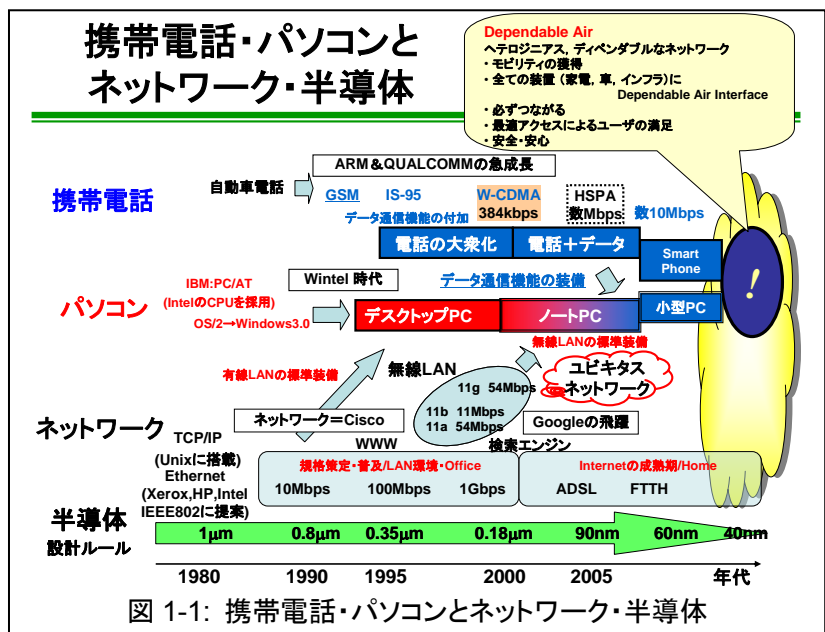 携帯電話・パソコンと
ネットワーク・半導体
Dependable Air
ヘテロジニアス，ディペンダブルなネットワーク
・モビリティの獲得
・全ての装置（家電，車，インフラ）に
Dependable Air Interface
・必ずつながる
・最適アクセスによるユーザの満足
・安全・安心
ARM＆QUALCOMMの急成長
自動車電話
携帯電話
GSM
IS-95
W-CDMA
384kbps
HSPA
数Mbps
数10Mbps
データ通信機能の付加
電話の大衆化
電話＋データ
Smart
Phone
!
IBM:PC/AT
(IntelのCPUを採用)
Wintel 時代
データ通信機能の装備
パソコン
OS/2→Windows3.0
デスクトップPC
ノートPC
小型PC
無線LANの標準装備
有線LANの標準装備
無線LAN
ユビキタス
ネットワーク
11g 54Mbps
11b 11Mbps
11a 54Mbps
ネットワーク
ネットワーク＝Cisco
Googleの飛躍
TCP/IP
(Unixに搭載)
Ethernet
(Xerox,HP,Intel
IEEE802に提案)
WWW
検索エンジン
規格策定・普及/LAN環境・Office
10Mbps
100Mbps
1Gbps
Internetの成熟期/Home
ADSL
FTTH
半導体
設計ルール
1μm
0.8μm
0.35μm
0.18μm
90nm
60nm
40nm
1980
1990
1995
2000
2005
年代
図 1-1: 携帯電話・パソコンとネットワーク・半導体